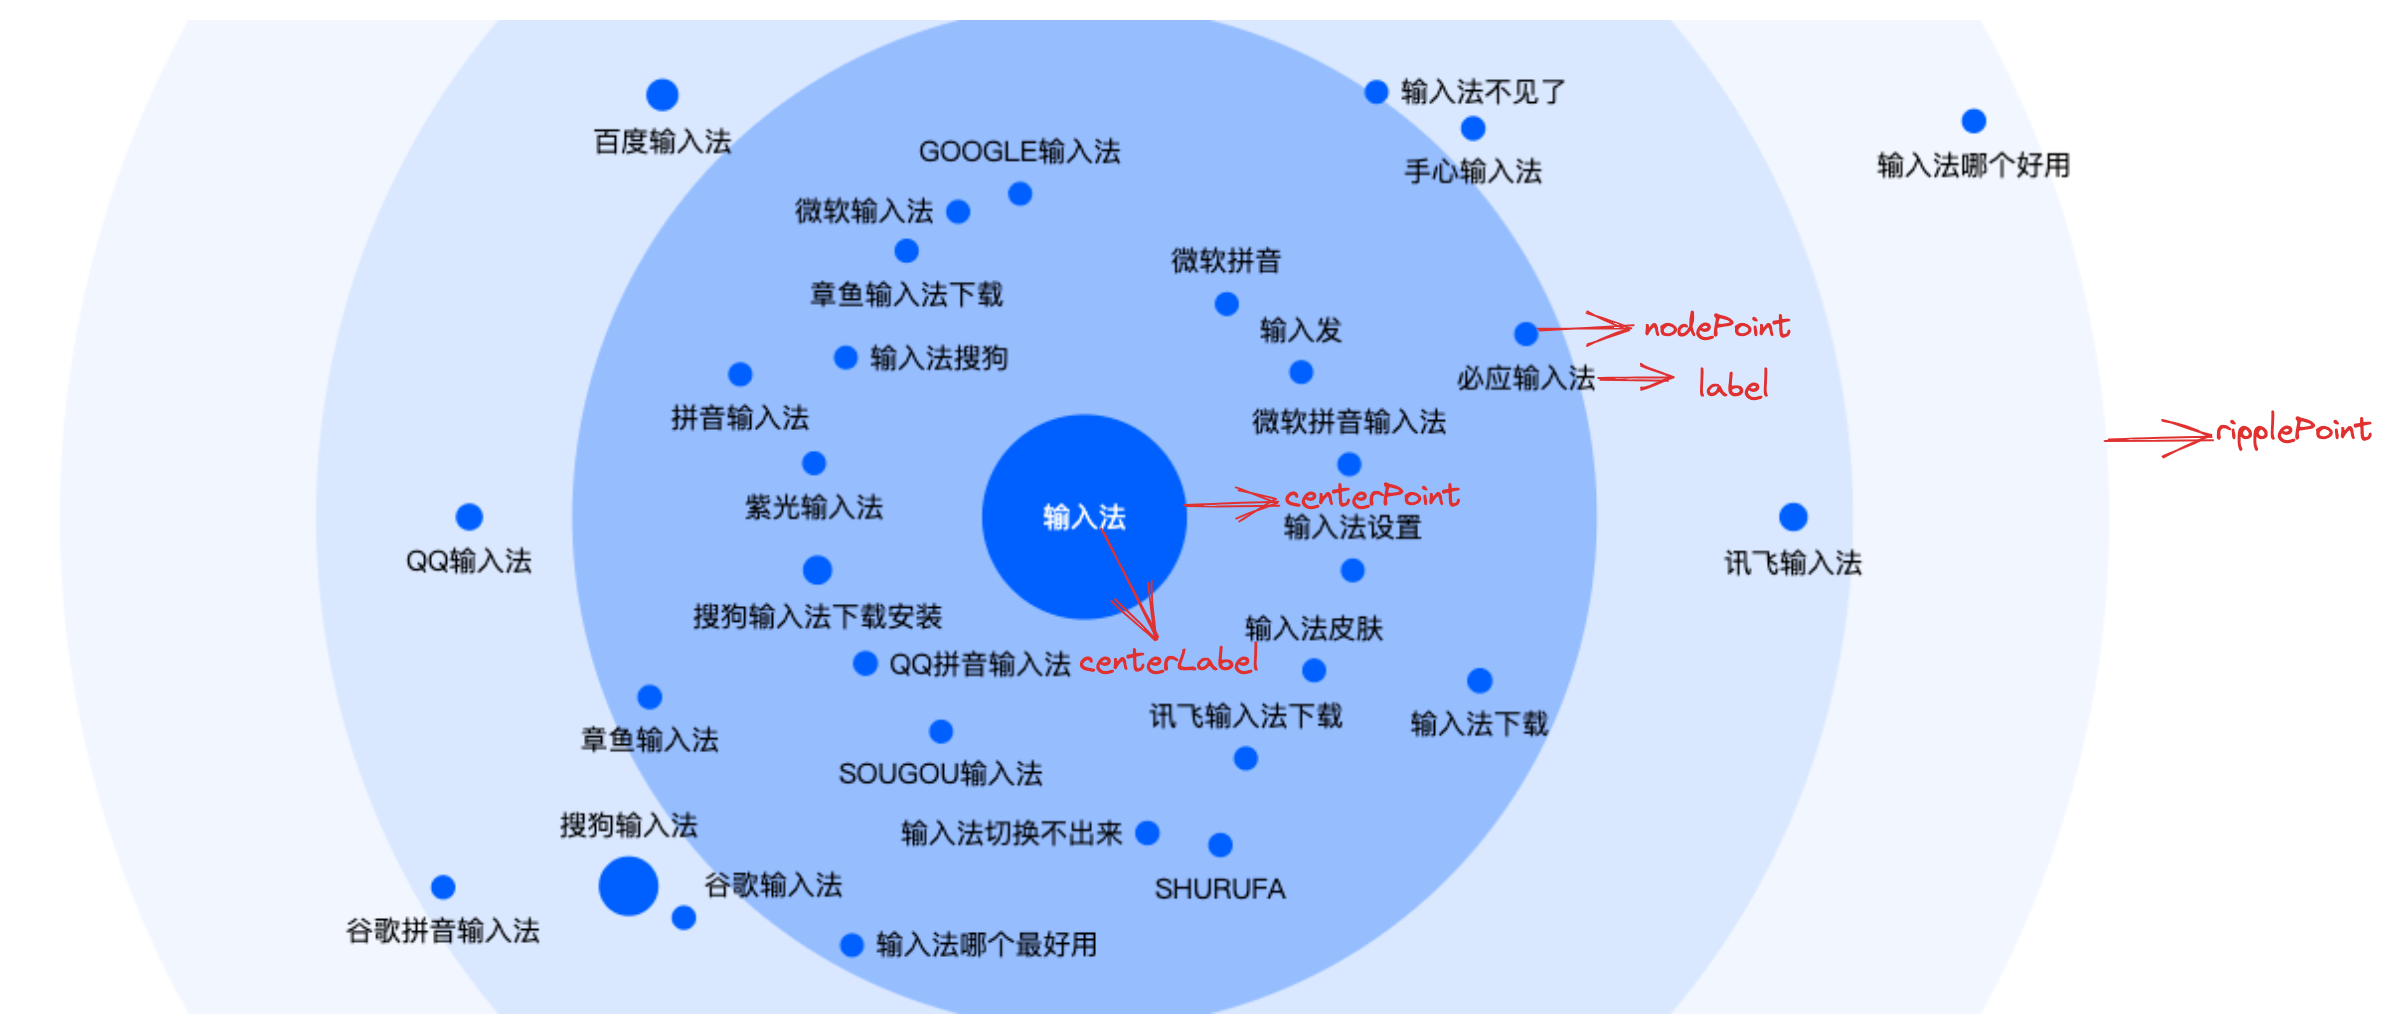 输入法不见了
百度输入法
GOOGLE输入法
手心输入法
输入法哪个好用
微软输入法
章鱼输入法下载
微软拼音
输入发
nodePoint
输入法搜狗
必应输入法
label
拼音输入法
微软拼音输入法
ripplePoint
紫光输入法
输入法
centerPoint
输入法设置
QQ输入法
讯飞输入法
搜狗输入法下载安装
输入法皮肤
QQ拼音输入法
centerLabel
讯飞输入法下载
输入法下载
章鱼输入法
SOUGOU输入法
搜狗输入法
输入法切换不出来
谷歌输入法
SHURUFA
谷歌拼音输入法
输入法哪个最好用